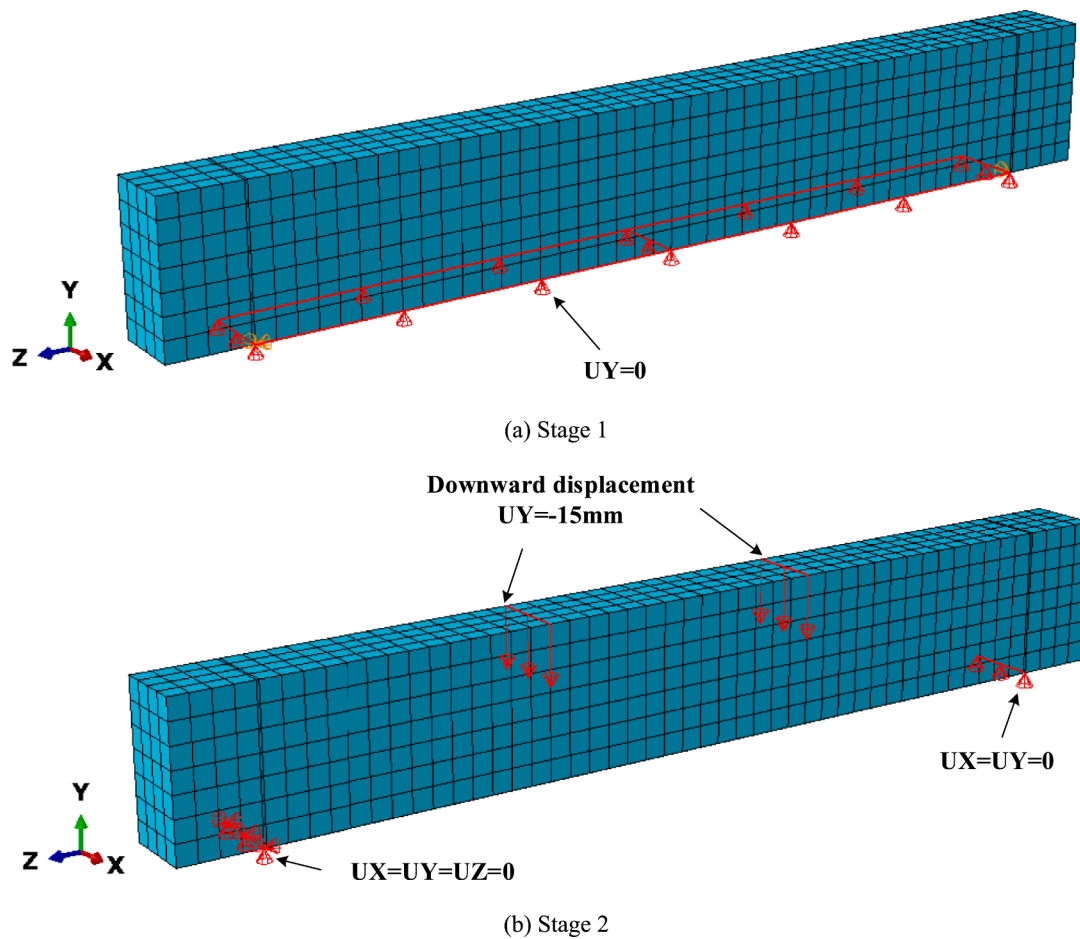 Y
Z
X
UY=0
(a) Stage 1
Downward displacement
UY=-15mm
UX=UY=0
Y
Z
X
UX=UY=UZ=0
(b) Stage 2